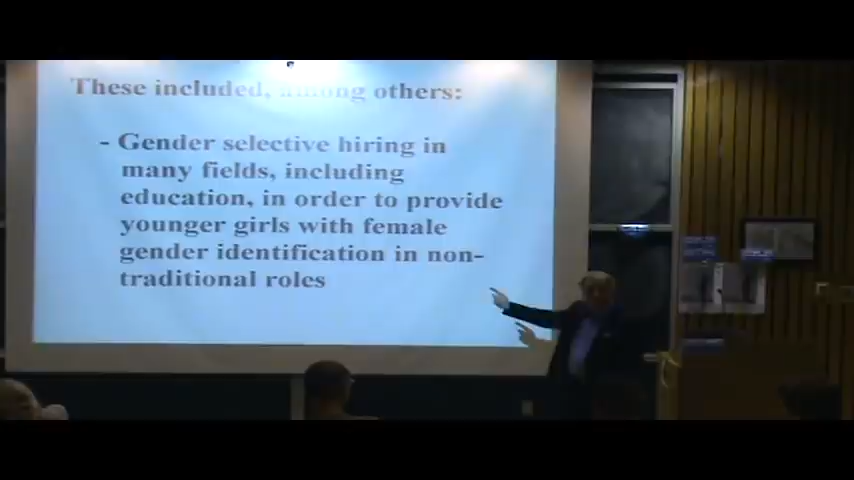 These included, among others:
- Gender selective hiring in
many fields, including
education, in order to provide
younger girls with female
gender identification in non-
traditional roles